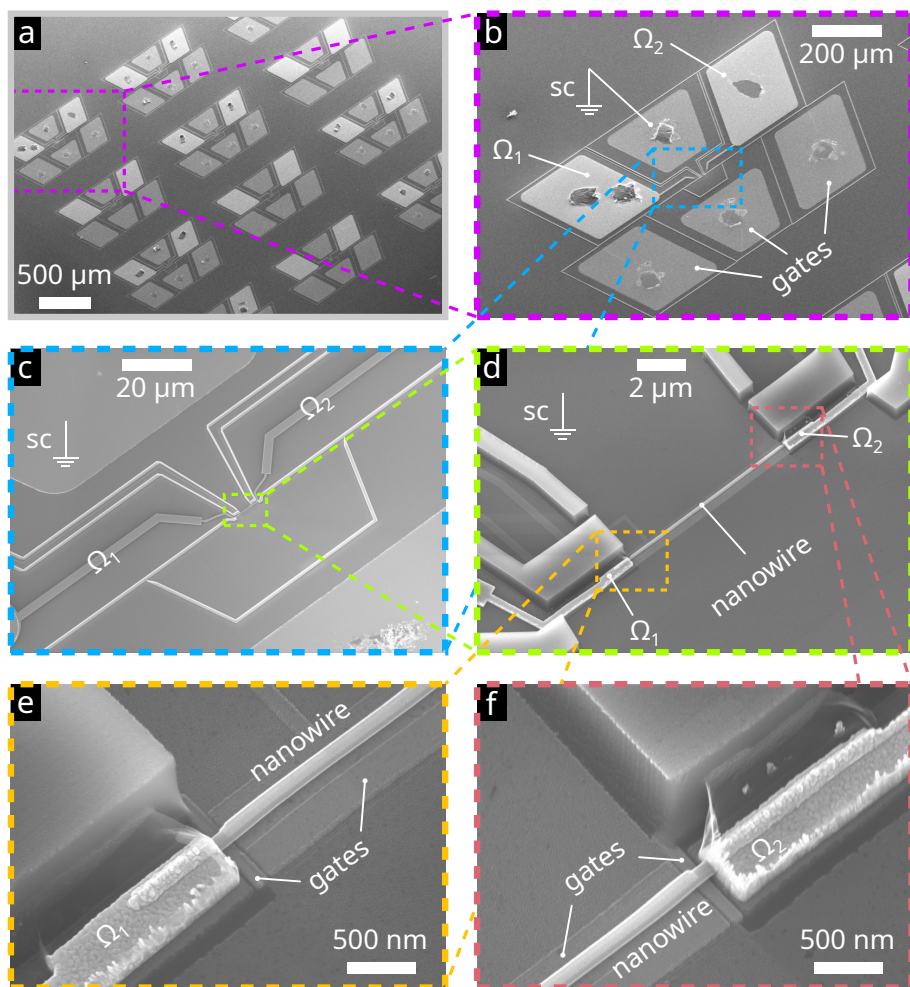 a
500 µm
b
200 µm
Ω2
sc
Ω1
gates
c
20 µm
Ω2
sc
Ω1
d
2 µm
sc
Ω2
nanowire
Ω1
e
nanowire
gates
Ω1
500 nm
f
Ω2
gates
nanowire
500 nm